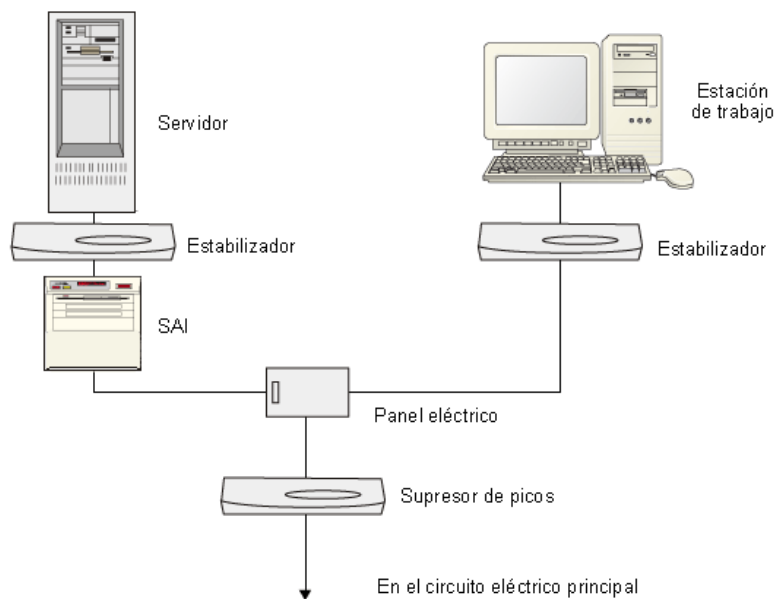 Servidor
Estación
de trabajo
Estabilizador
Estabilizador
SAI
Panel eléctrico
Supresor de picos
En el circuito eléctrico principal